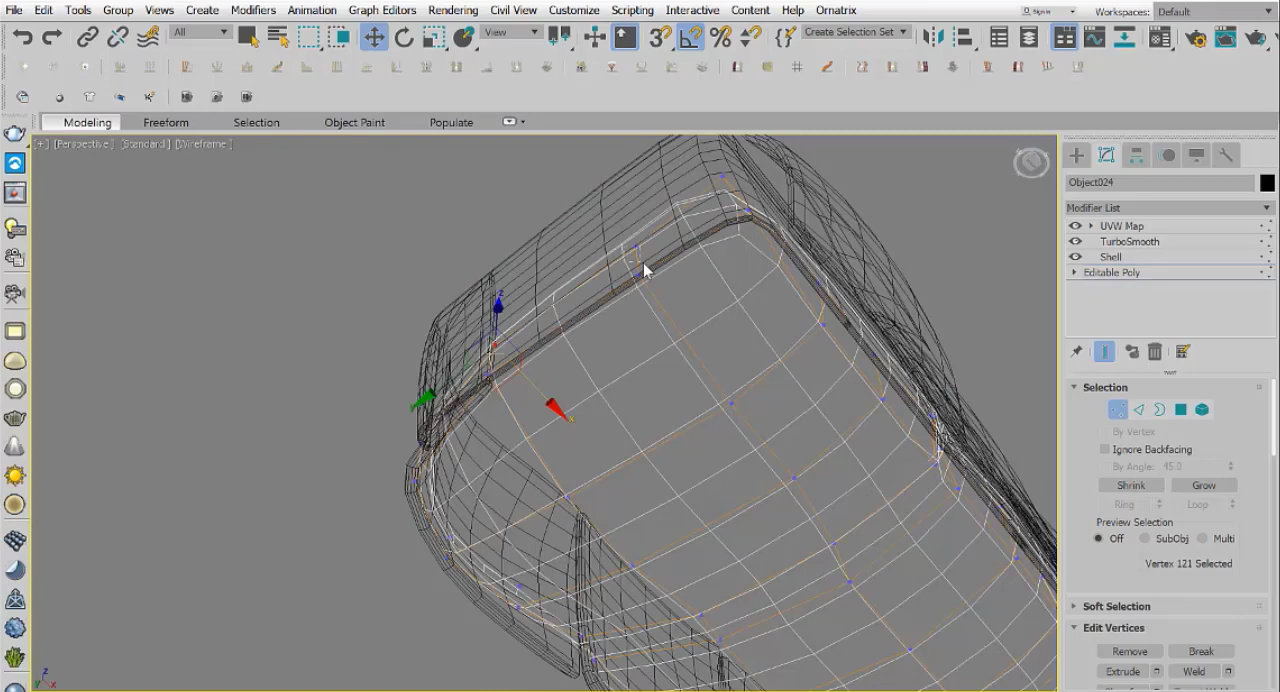 File Edit Tools Group Views Create Modifiers Animation Graph Editors Rendering Civil View Customize Scripting Interactive Content Help Ornatrix Sign In Workspaces: Default
All View Create Selection Set
Modeling Freeform Selection Object Paint Populate
[+] [Perspective] [Standard] [Wireframe]
Object024
Modifier List
UVW Map
TurboSmooth
Shell
Editable Poly
Selection
By Vertex
Ignore Backfacing
By Angle: 45.0
Shrink Grow
Ring Loop
Preview Selection
Off SubObj Multi
Vertex 121 Selected
Soft Selection
Edit Vertices
Remove Break
Extrude Weld
z
z
y x